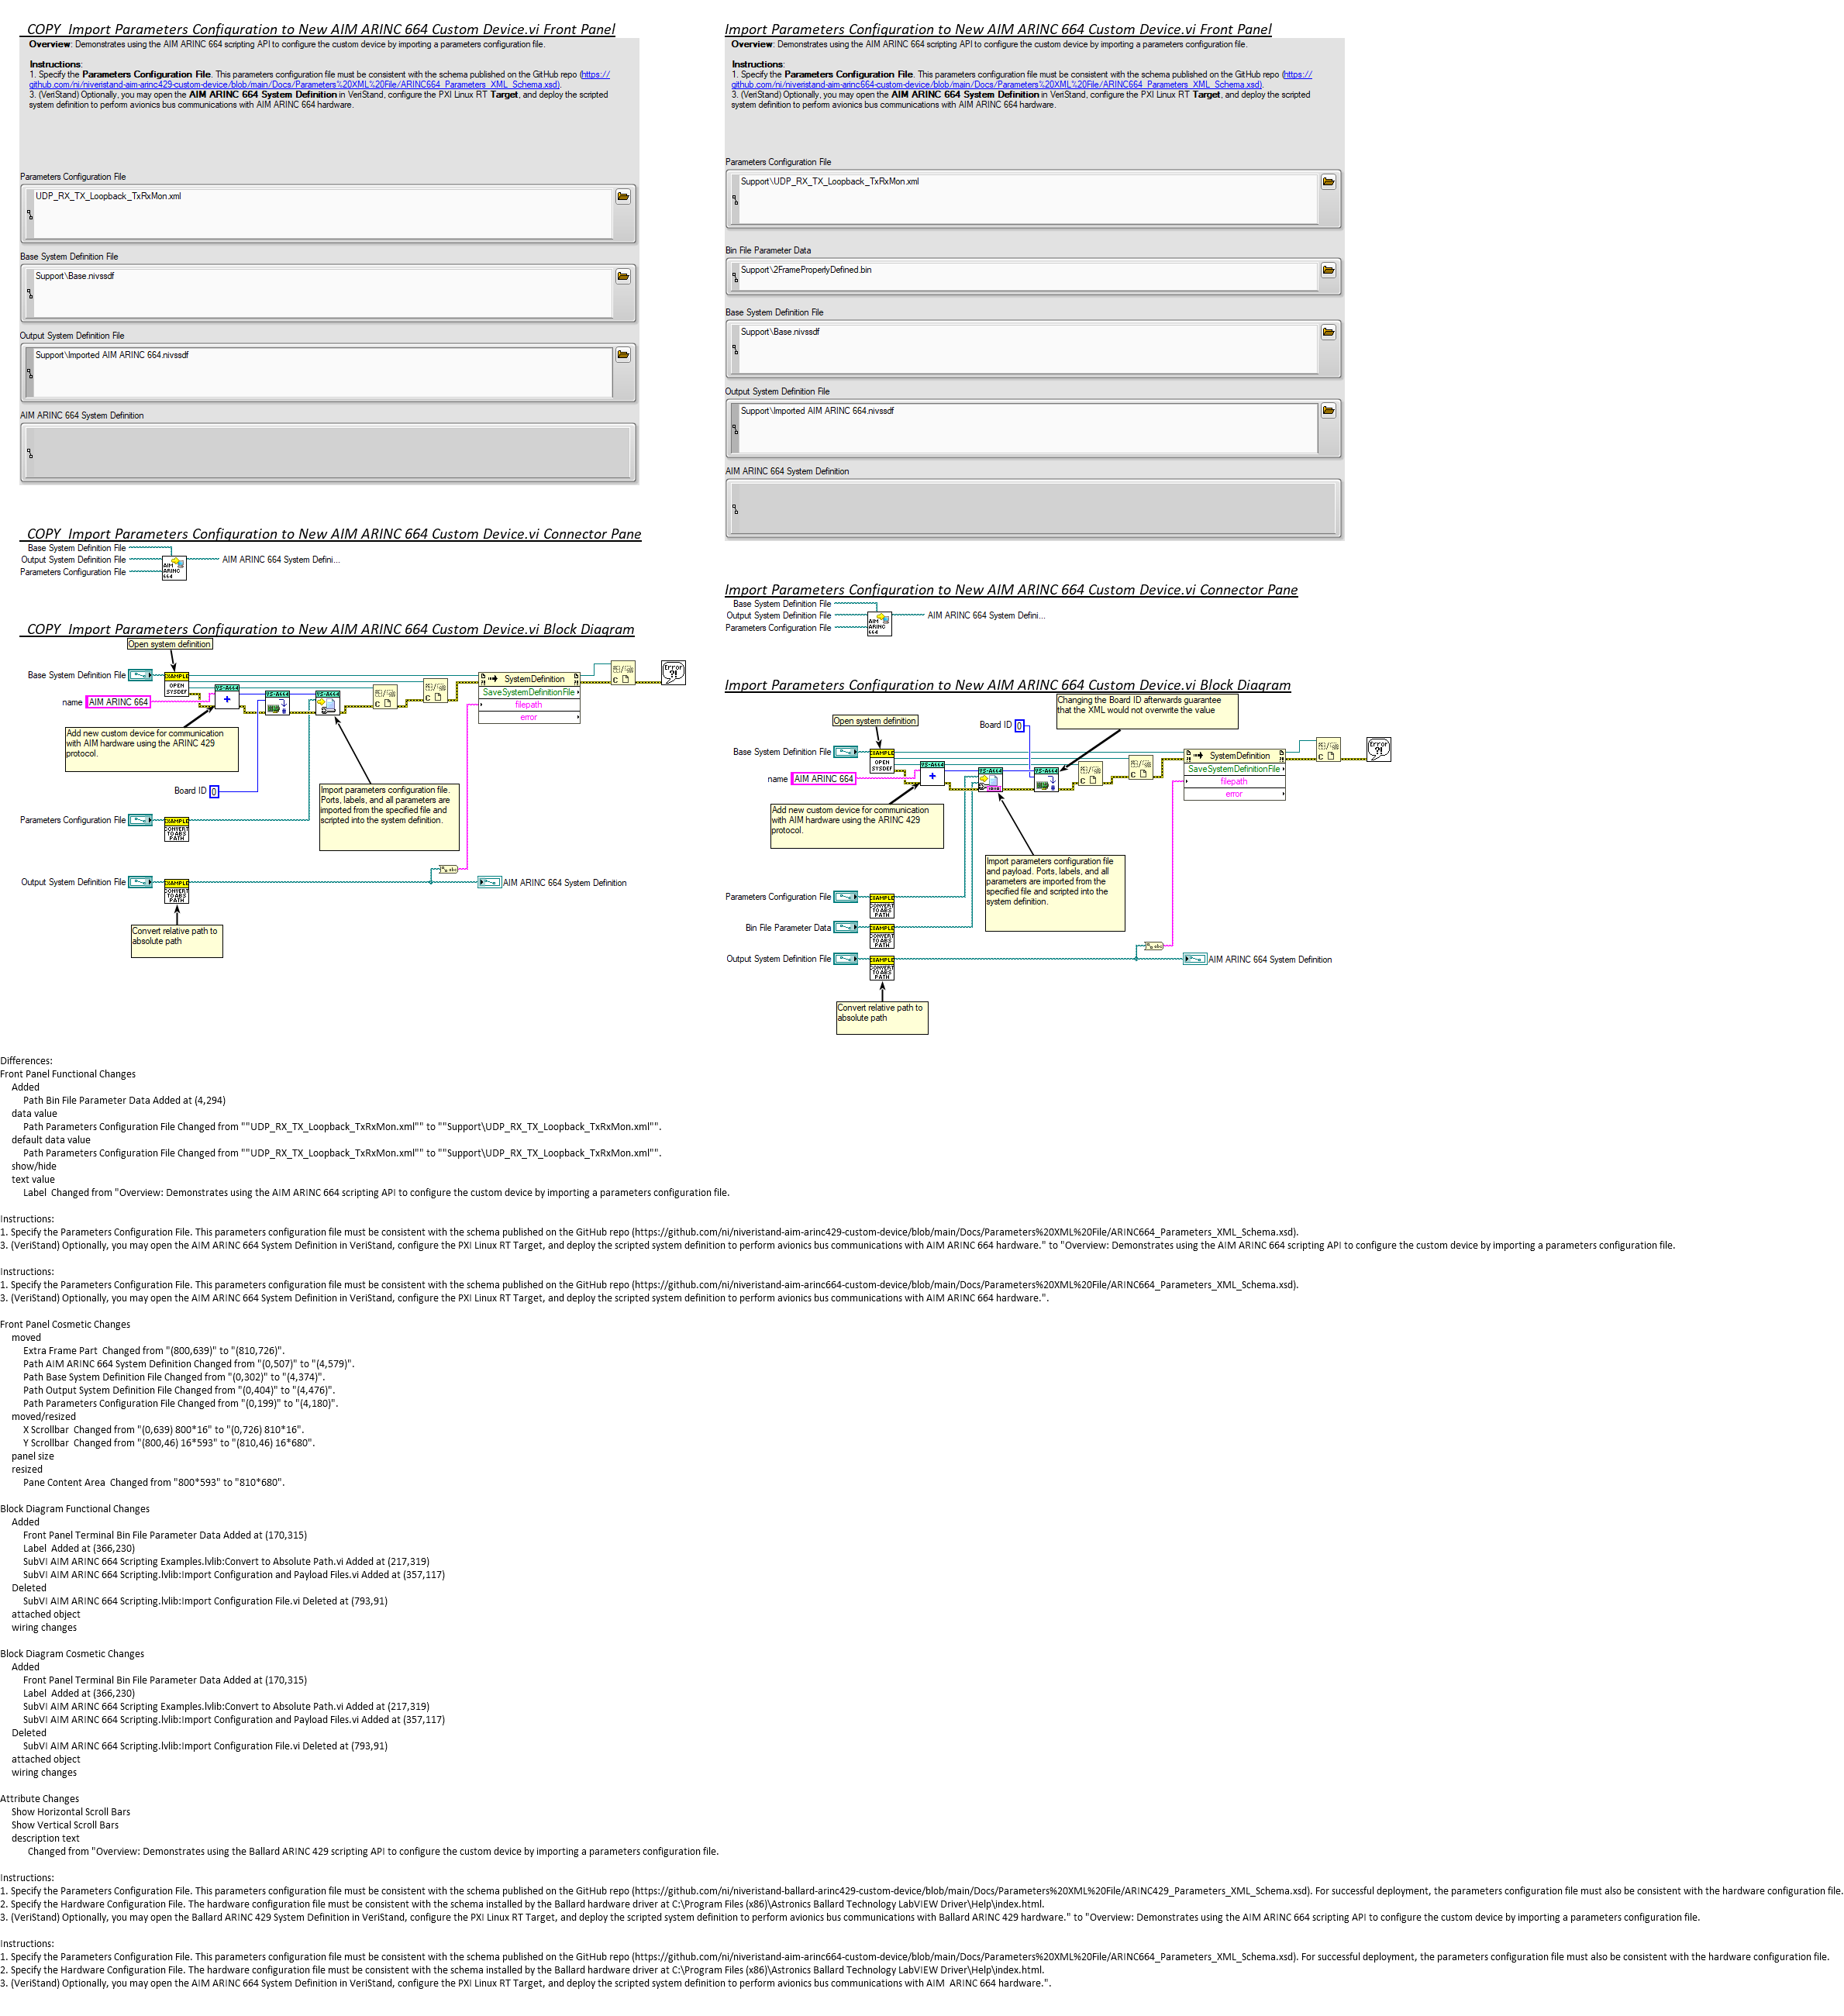 COPY  Import Parameters Configuration to New AIM ARINC 664 Custom Device.vi Front Panel
Overview: Demonstrates using the AIM ARINC 664 scripting API to configure the custom device by importing a parameters configuration file.
Instructions:
1. Specify the Parameters Configuration File. This parameters configuration file must be consistent with the schema published on the GitHub repo (https://
github.com/ni/niveristand-aim-arinc429-custom-device/blob/main/Docs/Parameters%20XML%20File/ARINC664_Parameters_XML_Schema.xsd).
3. (VeriStand) Optionally, you may open the AIM ARINC 664 System Definition in VeriStand, configure the PXI Linux RT Target, and deploy the scripted
system definition to perform avionics bus communications with AIM ARINC 664 hardware.
Parameters Configuration File
UDP_RX_TX_Loopback_TxRxMon.xml
Base System Definition File
Support\Base.nivssdf
Output System Definition File
Support\Imported AIM ARINC 664.nivssdf
AIM ARINC 664 System Definition
COPY  Import Parameters Configuration to New AIM ARINC 664 Custom Device.vi Connector Pane
Base System Definition File
Output System Definition File
Parameters Configuration File
AIM ARINC 664
AIM ARINC 664 System Defini...
COPY  Import Parameters Configuration to New AIM ARINC 664 Custom Device.vi Block Diagram
Open system definition
Base System Definition File
EXAMPLE
OPEN
SYSDEF
name
AIM ARINC 664
VS-A664
SystemDefinition
SaveSystemDefinitionFile
filepath
error
Error
?!
Add new custom device for communication
with AIM hardware using the ARINC 429
protocol.
Board ID
0
Import parameters configuration file.
Ports, labels, and all parameters are
imported from the specified file and
scripted into the system definition.
Parameters Configuration File
EXAMPLE
CONVERT
TO ABS
PATH
Output System Definition File
EXAMPLE
CONVERT
TO ABS
PATH
AIM ARINC 664 System Definition
Convert relative path to
absolute path
Import Parameters Configuration to New AIM ARINC 664 Custom Device.vi Front Panel
Overview: Demonstrates using the AIM ARINC 664 scripting API to configure the custom device by importing a parameters configuration file.
Instructions:
1. Specify the Parameters Configuration File. This parameters configuration file must be consistent with the schema published on the GitHub repo (https://
github.com/ni/niveristand-aim-arinc664-custom-device/blob/main/Docs/Parameters%20XML%20File/ARINC664_Parameters_XML_Schema.xsd).
3. (VeriStand) Optionally, you may open the AIM ARINC 664 System Definition in VeriStand, configure the PXI Linux RT Target, and deploy the scripted
system definition to perform avionics bus communications with AIM ARINC 664 hardware.
Parameters Configuration File
Support\UDP_RX_TX_Loopback_TxRxMon.xml
Bin File Parameter Data
Support\2FrameProperlyDefined.bin
Base System Definition File
Support\Base.nivssdf
Output System Definition File
Support\Imported AIM ARINC 664.nivssdf
AIM ARINC 664 System Definition
Import Parameters Configuration to New AIM ARINC 664 Custom Device.vi Connector Pane
Base System Definition File
Output System Definition File
Parameters Configuration File
AIM ARINC 664
AIM ARINC 664 System Defini...
Import Parameters Configuration to New AIM ARINC 664 Custom Device.vi Block Diagram
Changing the Board ID afterwards guarantee
that the XML would not overwrite the value
Open system definition
Board ID
0
Base System Definition File
EXAMPLE
OPEN
SYSDEF
name
AIM ARINC 664
VS-A664
SystemDefinition
SaveSystemDefinitionFile
filepath
error
Error
?!
Add new custom device for communication
with AIM hardware using the ARINC 429
protocol.
Import parameters configuration file
and payload. Ports, labels, and all
parameters are imported from the
specified file and scripted into the
system definition.
Parameters Configuration File
EXAMPLE
CONVERT
TO ABS
PATH
Bin File Parameter Data
EXAMPLE
CONVERT
TO ABS
PATH
Output System Definition File
EXAMPLE
CONVERT
TO ABS
PATH
AIM ARINC 664 System Definition
Convert relative path to
absolute path
Differences:
Front Panel Functional Changes
Added
Path Bin File Parameter Data Added at (4,294)
data value
Path Parameters Configuration File Changed from ""UDP_RX_TX_Loopback_TxRxMon.xml"" to ""Support\UDP_RX_TX_Loopback_TxRxMon.xml"".
default data value
Path Parameters Configuration File Changed from ""UDP_RX_TX_Loopback_TxRxMon.xml"" to ""Support\UDP_RX_TX_Loopback_TxRxMon.xml"".
show/hide
text value
Label  Changed from "Overview: Demonstrates using the AIM ARINC 664 scripting API to configure the custom device by importing a parameters configuration file.
Instructions:
1. Specify the Parameters Configuration File. This parameters configuration file must be consistent with the schema published on the GitHub repo (https://github.com/ni/niveristand-aim-arinc429-custom-device/blob/main/Docs/Parameters%20XML%20File/ARINC664_Parameters_XML_Schema.xsd).
3. (VeriStand) Optionally, you may open the AIM ARINC 664 System Definition in VeriStand, configure the PXI Linux RT Target, and deploy the scripted system definition to perform avionics bus communications with AIM ARINC 664 hardware." to "Overview: Demonstrates using the AIM ARINC 664 scripting API to configure the custom device by importing a parameters configuration file.
Instructions:
1. Specify the Parameters Configuration File. This parameters configuration file must be consistent with the schema published on the GitHub repo (https://github.com/ni/niveristand-aim-arinc664-custom-device/blob/main/Docs/Parameters%20XML%20File/ARINC664_Parameters_XML_Schema.xsd).
3. (VeriStand) Optionally, you may open the AIM ARINC 664 System Definition in VeriStand, configure the PXI Linux RT Target, and deploy the scripted system definition to perform avionics bus communications with AIM ARINC 664 hardware.".
Front Panel Cosmetic Changes
moved
Extra Frame Part  Changed from "(800,639)" to "(810,726)".
Path AIM ARINC 664 System Definition Changed from "(0,507)" to "(4,579)".
Path Base System Definition File Changed from "(0,302)" to "(4,374)".
Path Output System Definition File Changed from "(0,404)" to "(4,476)".
Path Parameters Configuration File Changed from "(0,199)" to "(4,180)".
moved/resized
X Scrollbar  Changed from "(0,639) 800*16" to "(0,726) 810*16".
Y Scrollbar  Changed from "(800,46) 16*593" to "(810,46) 16*680".
panel size
resized
Pane Content Area  Changed from "800*593" to "810*680".
Block Diagram Functional Changes
Added
Front Panel Terminal Bin File Parameter Data Added at (170,315)
Label  Added at (366,230)
SubVI AIM ARINC 664 Scripting Examples.lvlib:Convert to Absolute Path.vi Added at (217,319)
SubVI AIM ARINC 664 Scripting.lvlib:Import Configuration and Payload Files.vi Added at (357,117)
Deleted
SubVI AIM ARINC 664 Scripting.lvlib:Import Configuration File.vi Deleted at (793,91)
attached object
wiring changes
Block Diagram Cosmetic Changes
Added
Front Panel Terminal Bin File Parameter Data Added at (170,315)
Label  Added at (366,230)
SubVI AIM ARINC 664 Scripting Examples.lvlib:Convert to Absolute Path.vi Added at (217,319)
SubVI AIM ARINC 664 Scripting.lvlib:Import Configuration and Payload Files.vi Added at (357,117)
Deleted
SubVI AIM ARINC 664 Scripting.lvlib:Import Configuration File.vi Deleted at (793,91)
attached object
wiring changes
Attribute Changes
Show Horizontal Scroll Bars
Show Vertical Scroll Bars
description text
Changed from "Overview: Demonstrates using the Ballard ARINC 429 scripting API to configure the custom device by importing a parameters configuration file.
Instructions:
1. Specify the Parameters Configuration File. This parameters configuration file must be consistent with the schema published on the GitHub repo (https://github.com/ni/niveristand-ballard-arinc429-custom-device/blob/main/Docs/Parameters%20XML%20File/ARINC429_Parameters_XML_Schema.xsd). For successful deployment, the parameters configuration file must also be consistent with the hardware configuration file.
2. Specify the Hardware Configuration File. The hardware configuration file must be consistent with the schema installed by the Ballard hardware driver at C:\Program Files (x86)\Astronics Ballard Technology LabVIEW Driver\Help\index.html.
3. (VeriStand) Optionally, you may open the Ballard ARINC 429 System Definition in VeriStand, configure the PXI Linux RT Target, and deploy the scripted system definition to perform avionics bus communications with Ballard ARINC 429 hardware." to "Overview: Demonstrates using the AIM ARINC 664 scripting API to configure the custom device by importing a parameters configuration file.
Instructions:
1. Specify the Parameters Configuration File. This parameters configuration file must be consistent with the schema published on the GitHub repo (https://github.com/ni/niveristand-aim-arinc664-custom-device/blob/main/Docs/Parameters%20XML%20File/ARINC664_Parameters_XML_Schema.xsd). For successful deployment, the parameters configuration file must also be consistent with the hardware configuration file.
2. Specify the Hardware Configuration File. The hardware configuration file must be consistent with the schema installed by the Ballard hardware driver at C:\Program Files (x86)\Astronics Ballard Technology LabVIEW Driver\Help\index.html.
3. (VeriStand) Optionally, you may open the AIM ARINC 664 System Definition in VeriStand, configure the PXI Linux RT Target, and deploy the scripted system definition to perform avionics bus communications with AIM  ARINC 664 hardware.".